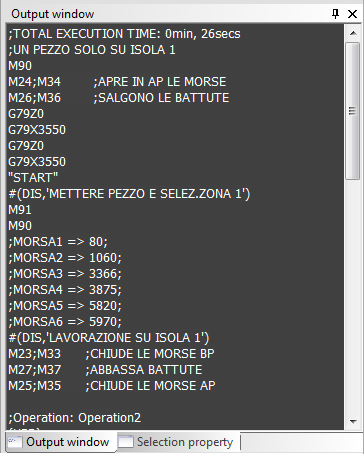 Output window
;TOTAL EXECUTION TIME: 0min, 26secs
;UN PEZZO SOLO SU ISOLA 1
M90
M24;M34 ;APRE IN AP LE MORSE
M26;M36 ;SALGONO LE BATTUTE
G79Z0
G79X3550
G79Z0
G79X3550
"START"
#(DIS,'METTERE PEZZO E SELEZ.ZONA 1')
M91
M90
;MORSA1 => 80;
;MORSA2 => 1060;
;MORSA3 => 3366;
;MORSA4 => 3875;
;MORSA5 => 5820;
;MORSA6 => 5970;
#(DIS,'LAVORAZIONE SU ISOLA 1')
M23;M33 ;CHIUDE LE MORSE BP
M27;M37 ;ABBASSA BATTUTE
M25;M35 ;CHIUDE LE MORSE AP
;Operation: Operation2
Output window Selection property